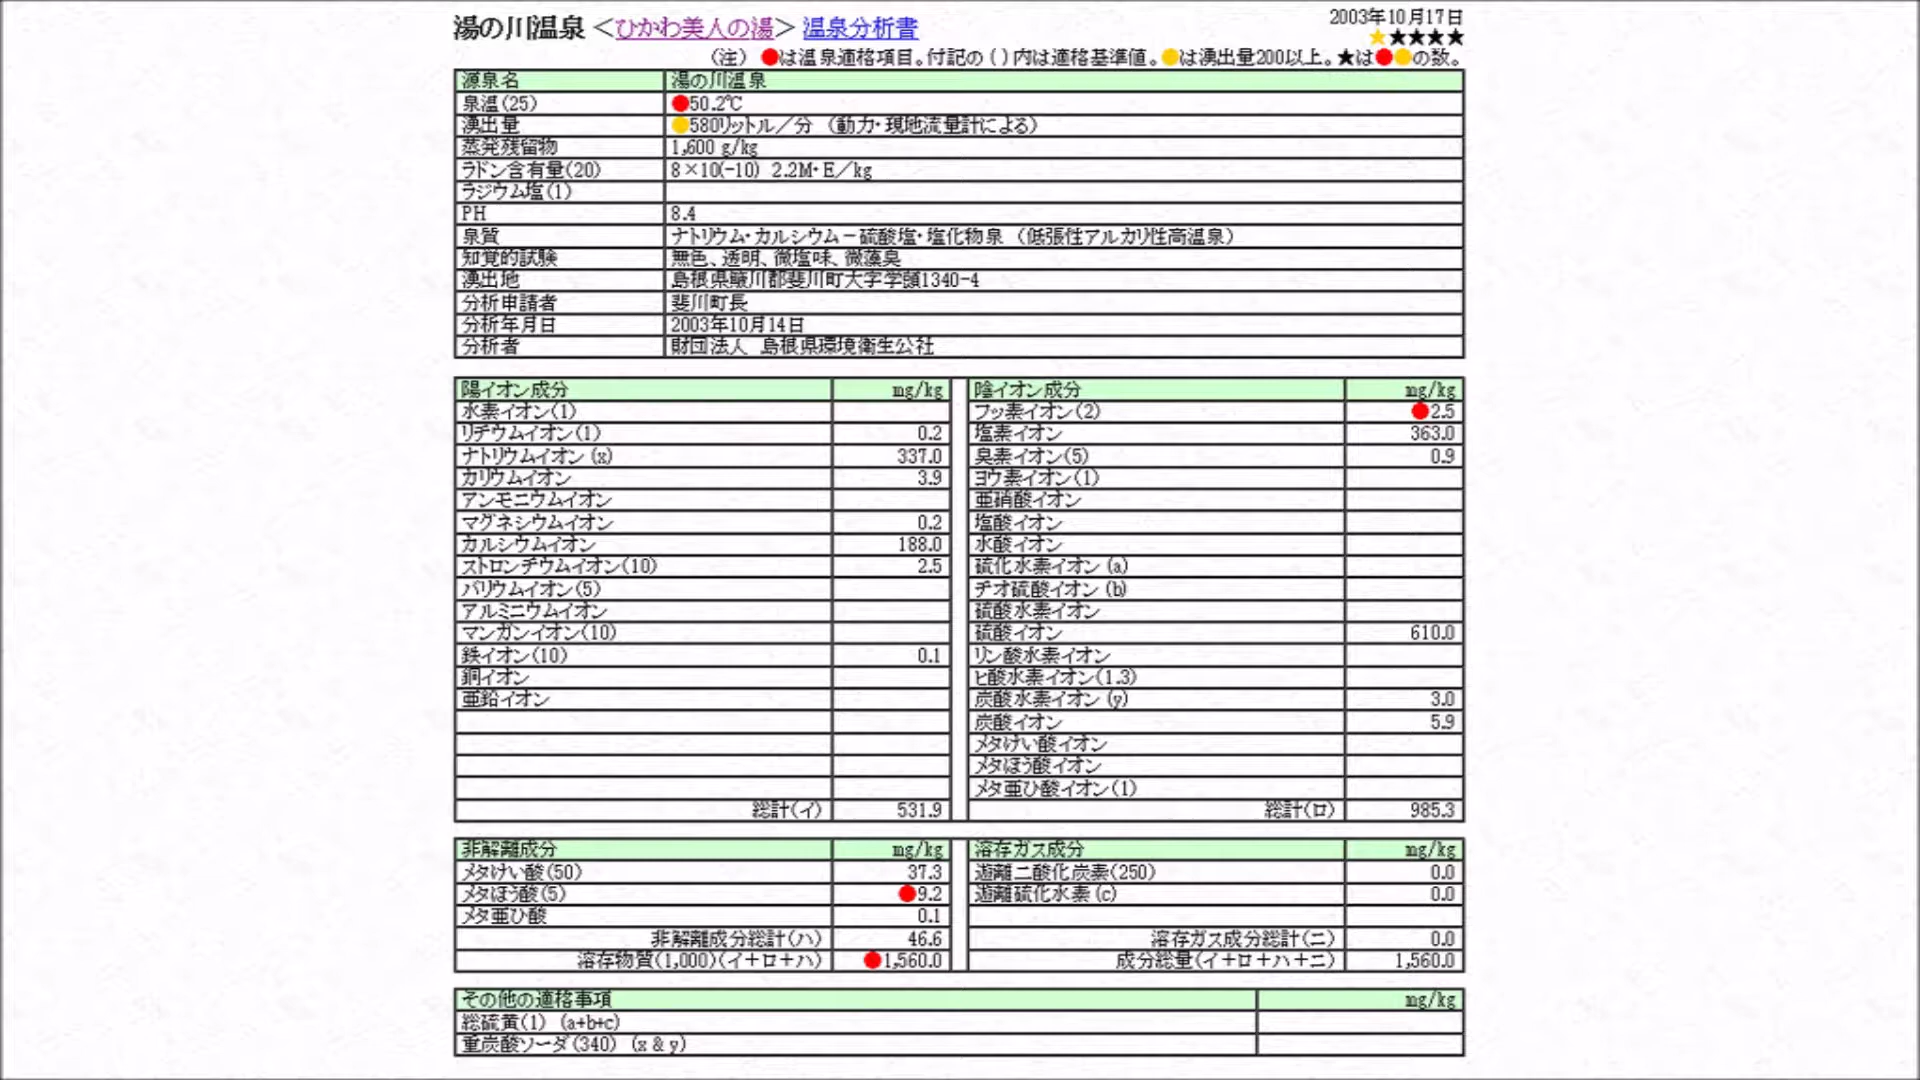 湯の川温泉 ＜ひかわ美人の湯＞ 温泉分析書
2003年10月17日
★★★★★
（注） ●は温泉適格項目。付記の ( ) 内は適格基準値。●は湧出量200以上。★は●●の数。
源泉名 湯の川温泉
泉温(25) ●50.2℃
湧出量 ●580リットル／分 （動力・現地流量計による）
蒸発残留物 1,600 g/kg
ラドン含有量(20) 8×10(-10) 2.2M・E／kg
ラジウム塩(1)
PH 8.4
泉質 ナトリウム・カルシウム－硫酸塩・塩化物泉 （低張性アルカリ性高温泉）
知覚的試験 無色、透明、微塩味、微藻臭
湧出地 島根県簸川郡斐川町大字学頭1340-4
分析申請者 斐川町長
分析年月日 2003年10月14日
分析者 財団法人 島根県環境衛生公社
陽イオン成分 mg/kg 陰イオン成分 mg/kg
水素イオン(1) フッ素イオン(2) ●2.5
リチウムイオン(1) 0.2 塩素イオン 363.0
ナトリウムイオン (x) 337.0 臭素イオン(5) 0.9
カリウムイオン 3.9 ヨウ素イオン(1)
アンモニウムイオン 亜硝酸イオン
マグネシウムイオン 0.2 塩酸イオン
カルシウムイオン 188.0 水酸イオン
ストロンチウムイオン(10) 2.5 硫化水素イオン (a)
バリウムイオン(5) チオ硫酸イオン (b)
アルミニウムイオン 硫酸水素イオン
マンガンイオン(10) 硫酸イオン 610.0
鉄イオン(10) 0.1 リン酸水素イオン
銅イオン ヒ酸水素イオン(1.3)
亜鉛イオン 炭酸水素イオン (y) 3.0
炭酸イオン 5.9
メタけい酸イオン
メタほう酸イオン
メタ亜ひ酸イオン(1)
総計(イ) 531.9 総計(ロ) 985.3
非解離成分 mg/kg 溶存ガス成分 mg/kg
メタけい酸(50) 37.3 遊離二酸化炭素(250) 0.0
メタほう酸(5) ●9.2 遊離硫化水素 (c) 0.0
メタ亜ひ酸 0.1
非解離成分総計(ハ) 46.6 溶存ガス成分総計(ニ) 0.0
溶存物質(1,000)(イ+ロ+ハ) ●1,560.0 成分総量(イ+ロ+ハ+ニ) 1,560.0
その他の適格事項 mg/kg
総硫黄(1) (a+b+c)
重炭酸ソーダ(340) (x & y)